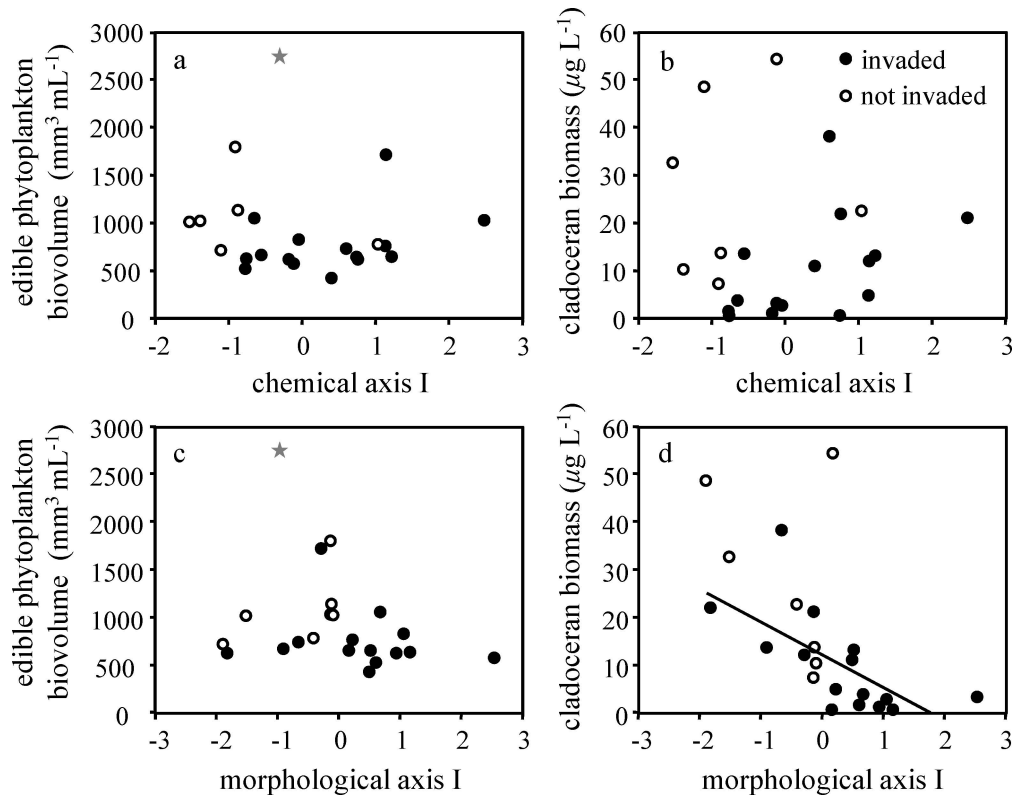 a
3000
2500
2000
1500
1000
500
0
edible phytoplankton
biovolume (mm³ mL⁻¹)
-2 -1 0 1 2 3
chemical axis I
b
invaded
not invaded
60
50
40
30
20
10
0
cladoceran biomass (µg L⁻¹)
-2 -1 0 1 2 3
chemical axis I
c
3000
2500
2000
1500
1000
500
0
edible phytoplankton
biovolume (mm³ mL⁻¹)
-3 -2 -1 0 1 2 3
morphological axis I
d
60
50
40
30
20
10
0
cladoceran biomass (µg L⁻¹)
-3 -2 -1 0 1 2 3
morphological axis I